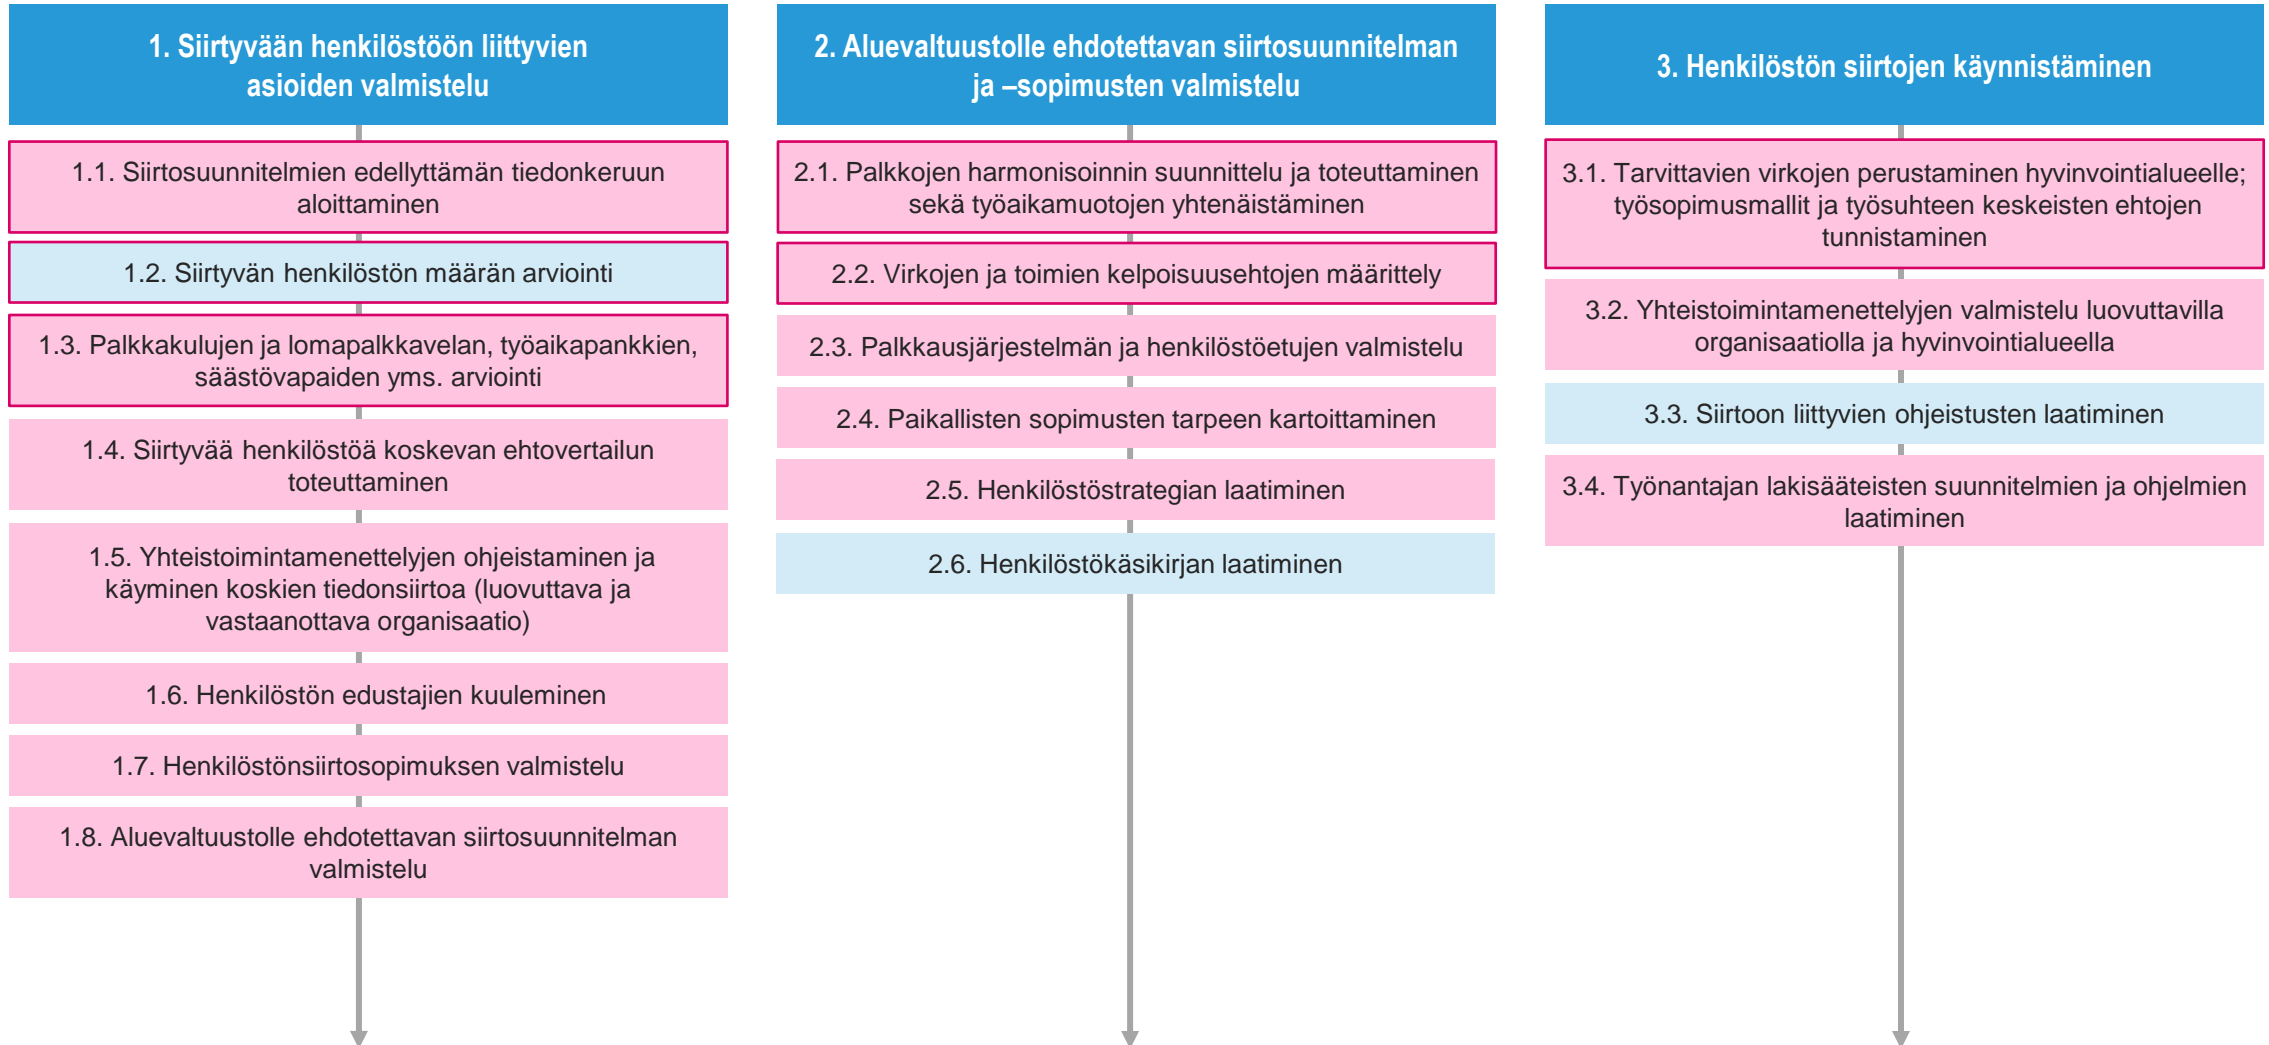 1. Siirtyvään henkilöstöön liittyvien
asioiden valmistelu
1.1. Siirtosuunnitelmien edellyttämän tiedonkeruun
aloittaminen
1.2. Siirtyvän henkilöstön määrän arviointi
1.3. Palkkakulujen ja lomapalkkavelan, työaikapankkien,
säästövapaiden yms. arviointi
1.4. Siirtyvää henkilöstöä koskevan ehtovertailun
toteuttaminen
1.5. Yhteistoimintamenettelyjen ohjeistaminen ja
käyminen koskien tiedonsiirtoa (luovuttava ja
vastaanottava organisaatio)
1.6. Henkilöstön edustajien kuuleminen
1.7. Henkilöstönsiirtosopimuksen valmistelu
1.8. Aluevaltuustolle ehdotettavan siirtosuunnitelman
valmistelu
2. Aluevaltuustolle ehdotettavan siirtosuunnitelman
ja –sopimusten valmistelu
2.1. Palkkojen harmonisoinnin suunnittelu ja toteuttaminen
sekä työaikamuotojen yhtenäistäminen
2.2. Virkojen ja toimien kelpoisuusehtojen määrittely
2.3. Palkkausjärjestelmän ja henkilöstöetujen valmistelu
2.4. Paikallisten sopimusten tarpeen kartoittaminen
2.5. Henkilöstöstrategian laatiminen
2.6. Henkilöstökäsikirjan laatiminen
3. Henkilöstön siirtojen käynnistäminen
3.1. Tarvittavien virkojen perustaminen hyvinvointialueelle;
työsopimusmallit ja työsuhteen keskeisten ehtojen
tunnistaminen
3.2. Yhteistoimintamenettelyjen valmistelu luovuttavilla
organisaatiolla ja hyvinvointialueella
3.3. Siirtoon liittyvien ohjeistusten laatiminen
3.4. Työnantajan lakisääteisten suunnitelmien ja ohjelmien
laatiminen